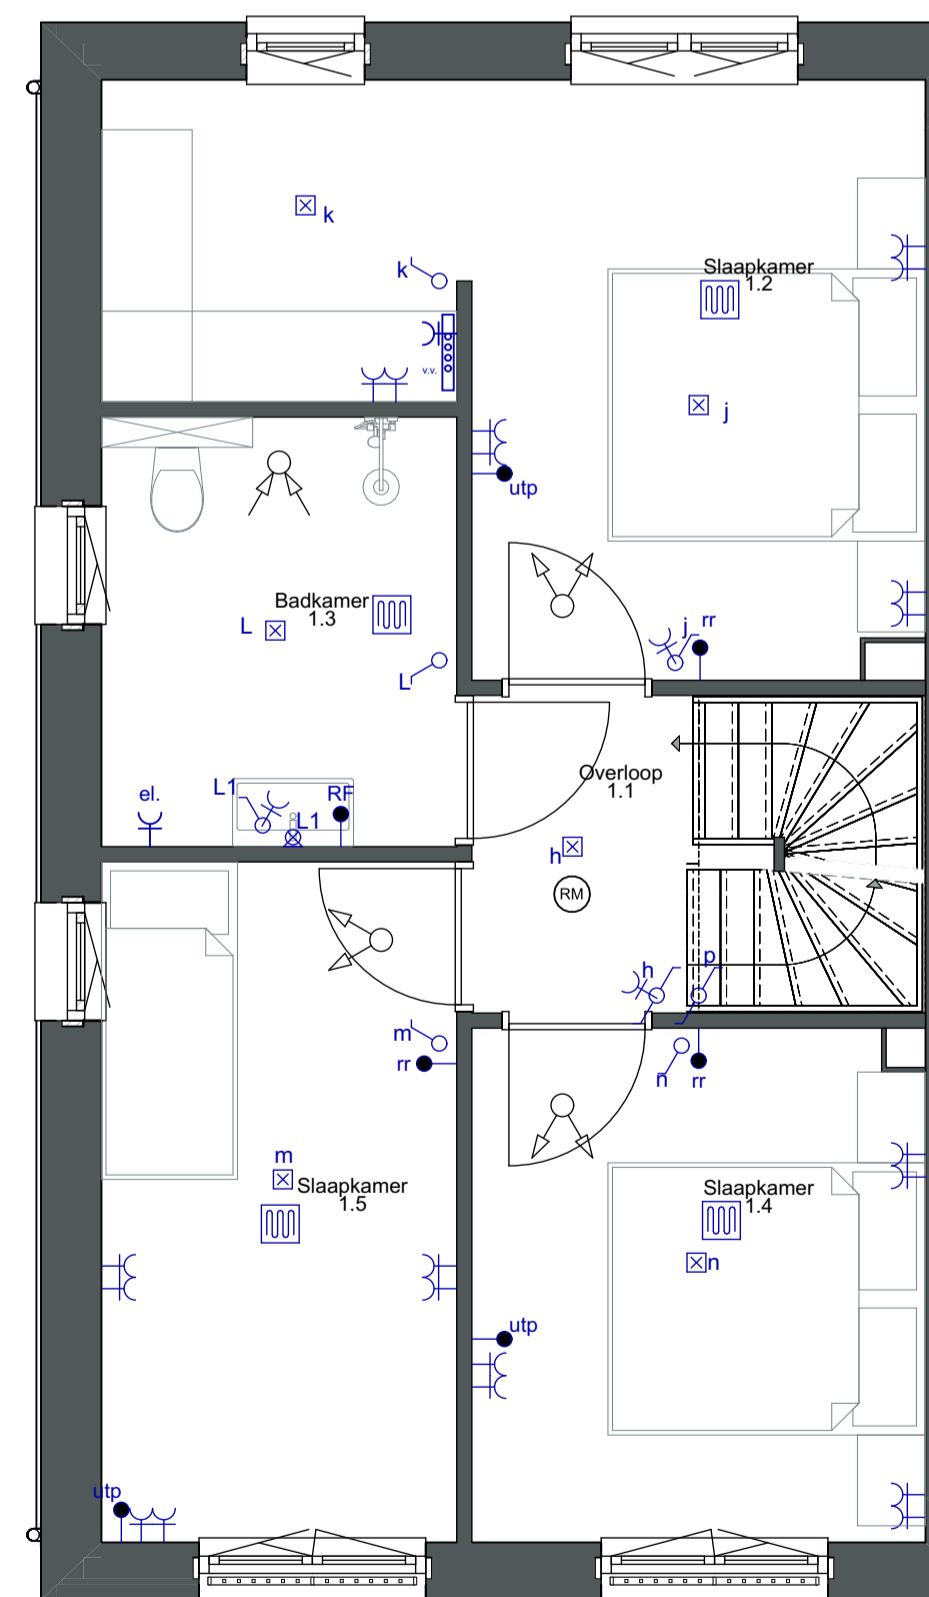 k
k
Slaapkamer
1.2
v.v.
j
utp
Badkamer
1.3
L
j
rr
L
Overloop
1.1
el.
L1
RF
L1
h
RM
h
p
m
rr
n
rr
m
Slaapkamer
1.5
Slaapkamer
1.4
n
utp
utp